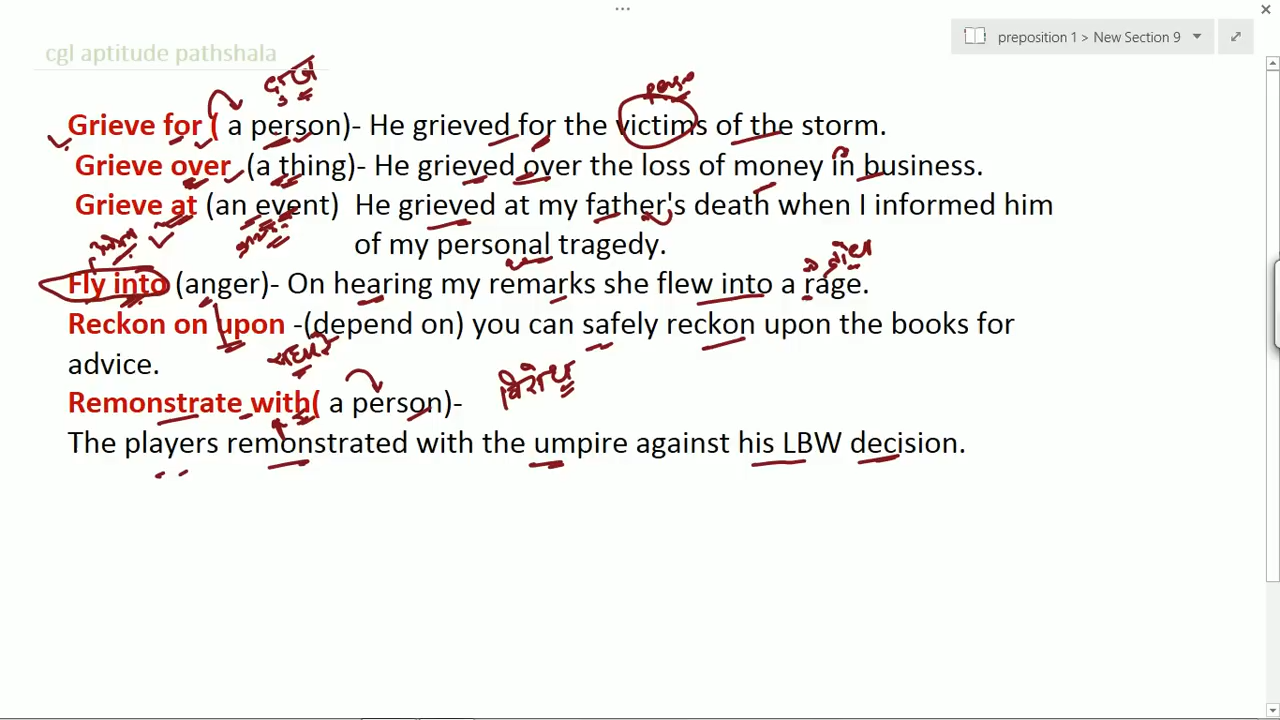 preposition 1 > New Section 9
cgl aptitude pathshala
Grieve for ( a person)- He grieved for the victims of the storm.
Grieve over (a thing)- He grieved over the loss of money in business.
Grieve at (an event) He grieved at my father's death when I informed him
of my personal tragedy.
Fly into (anger)- On hearing my remarks she flew into a rage.
Reckon on upon -(depend on) you can safely reckon upon the books for
advice.
Remonstrate with( a person)-
The players remonstrated with the umpire against his LBW decision.